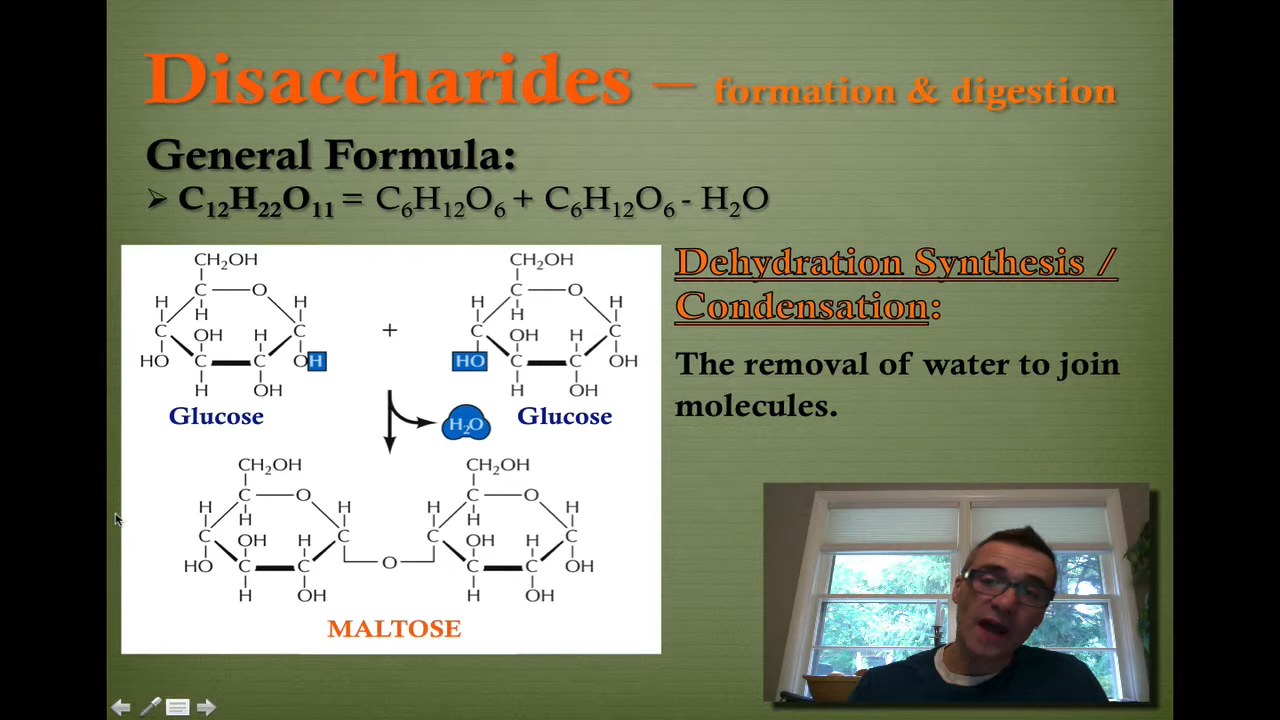 Disaccharides – formation & digestion
General Formula:
➢ C₁₂H₂₂O₁₁ = C₆H₁₂O₆ + C₆H₁₂O₆ - H₂O
Dehydration Synthesis /
Condensation:
The removal of water to join
molecules.
CH₂OH CH₂OH
C O C O
H H H H
H H
C OH H C + C OH H C
HO C C OH HO C C OH
H OH H OH
Glucose H₂O Glucose
CH₂OH CH₂OH
C O C O
H H H H
H H
C OH H C C OH H C
HO C C O C C OH
H OH H OH
MALTOSE